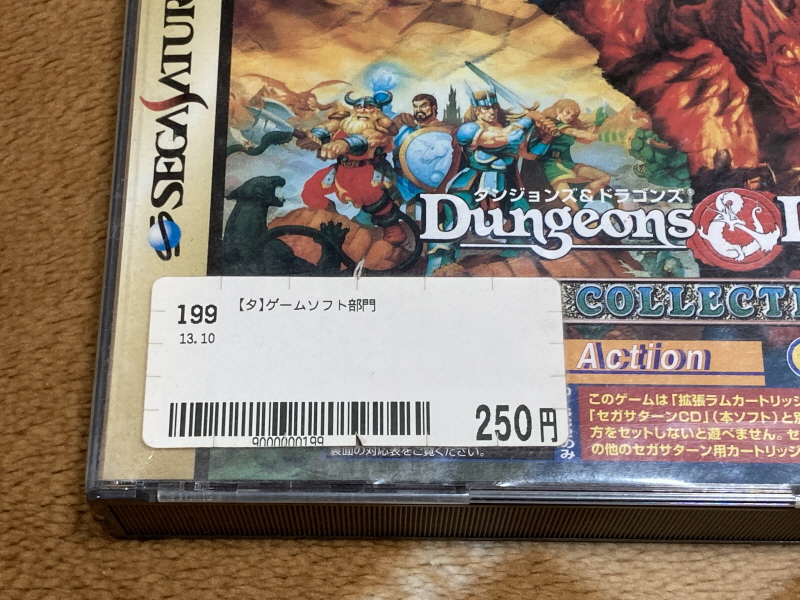 SEGASATUR
ダンジョンズ&ドラゴンズ
Dungeons
COLLECTI
199 【タ】ゲームソフト部門
13.10
Action
このゲームは「拡張ラムカートリッジ
「セガサターンCD」(本ソフト)と別
方をセットしないと遊べません。セ
の他のセガサターン用カートリッジ
250円
9000000199
裏面の対応表をご覧ください。